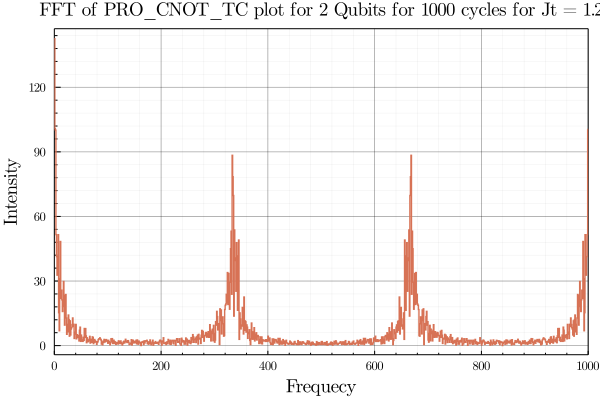 FFT of PRO_CNOT_TC plot for 2 Qubits for 1000 cycles for Jt = 1.2
Intensity
120
90
60
30
0
0 200 400 600 800 1000
Frequecy